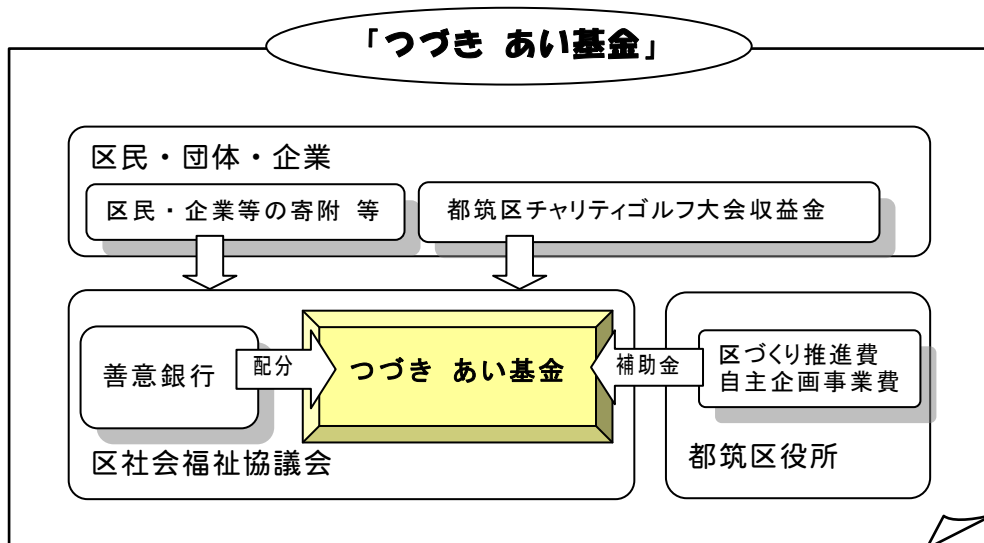 「つづき あい基金」
区民・団体・企業
区民・企業等の寄附 等
都筑区チャリティゴルフ大会収益金
善意銀行
配分
つづき あい基金
補助金
区づくり推進費
自主企画事業費
区社会福祉協議会
都筑区役所